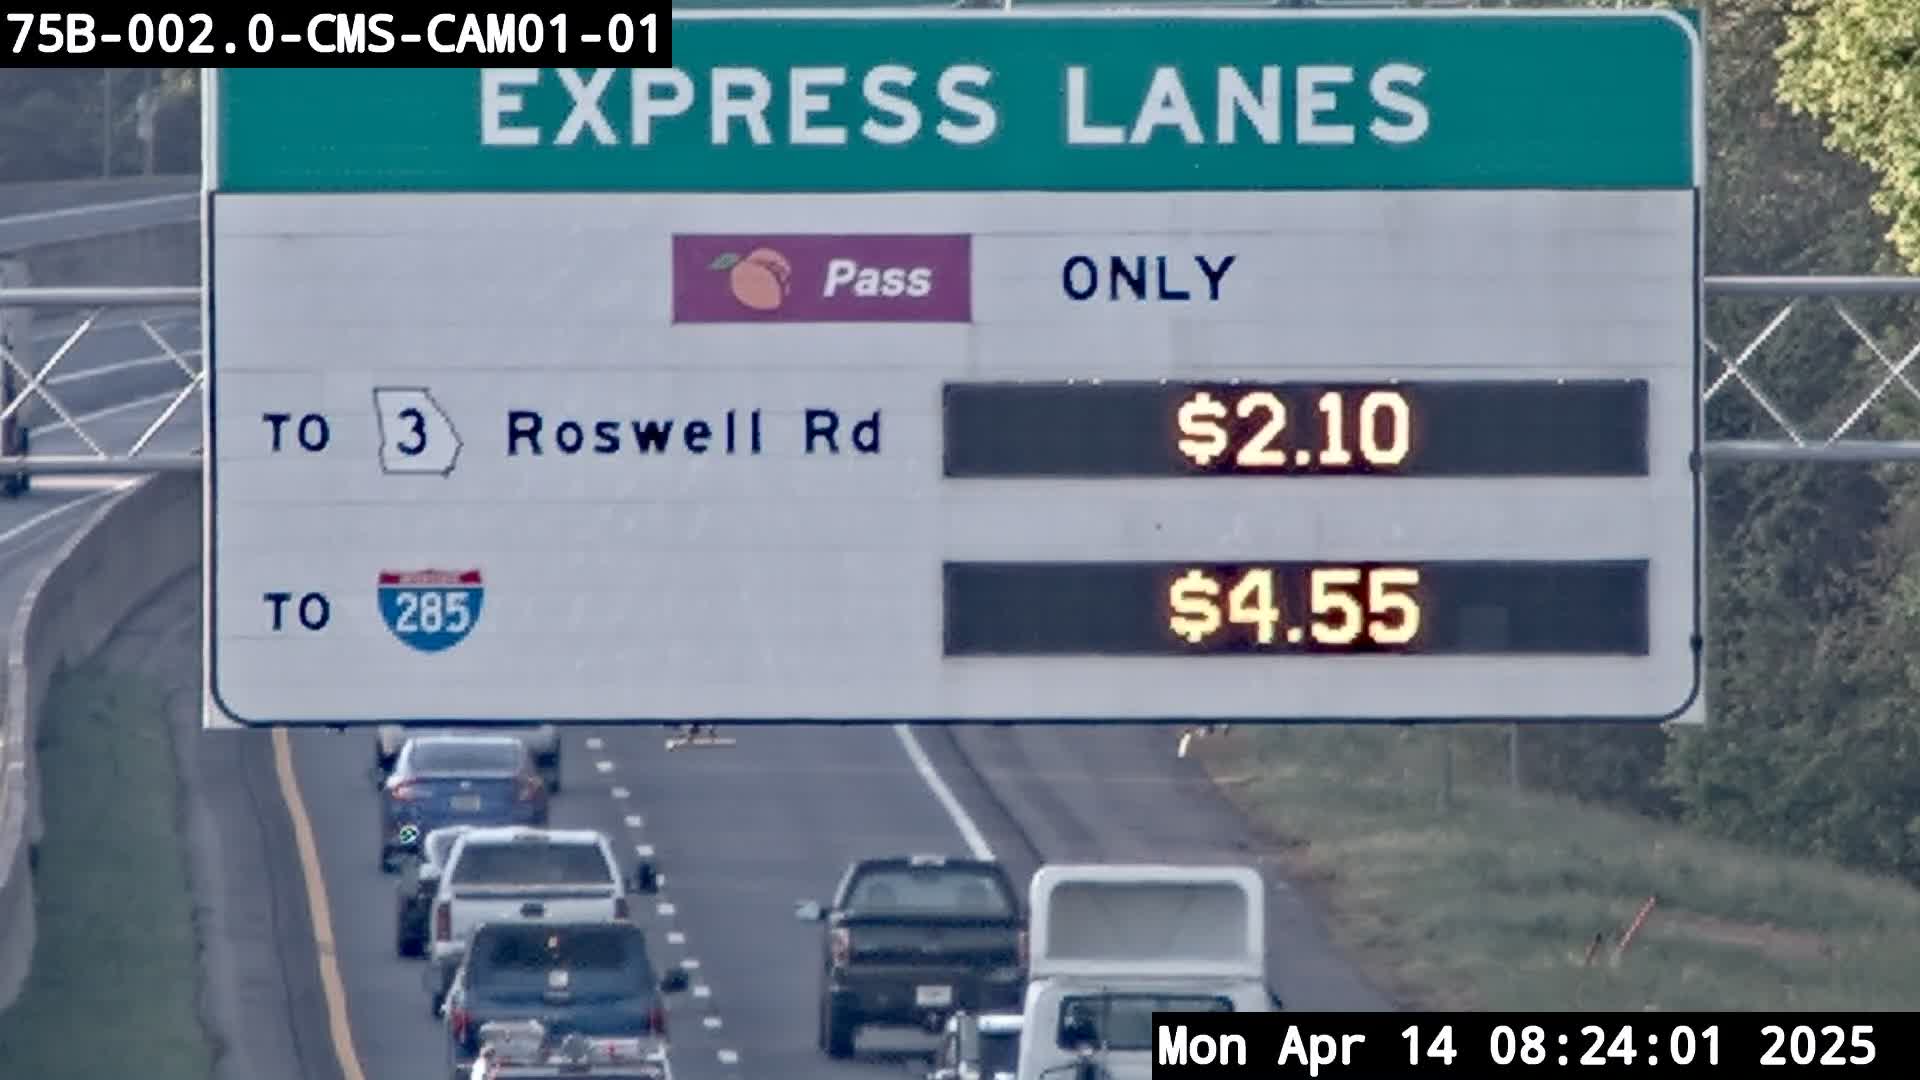 75B-002.0-CMS-CAM01-01
EXPRESS LANES
Pass ONLY
TO 3 Roswell Rd $2.10
TO 285 $4.55
Mon Apr 14 08:24:01 2025